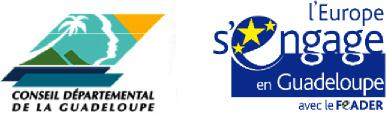 CONSEIL DÉPARTEMENTAL
DE LA GUADELOUPE
l'Europe
s'engage
en Guadeloupe
avec le FEADER